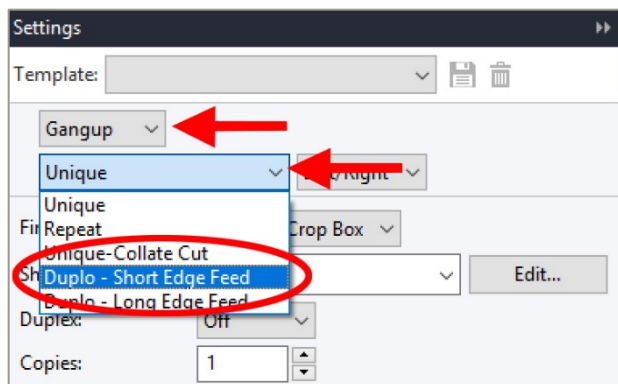 Settings
Template:
Gangup
Unique
Unique
Repeat
Crop Box
Unique-Collate Cut
Duplo - Short Edge Feed
Edit...
Duplo - Long Edge Feed
Duplex:
Off
Copies:
1